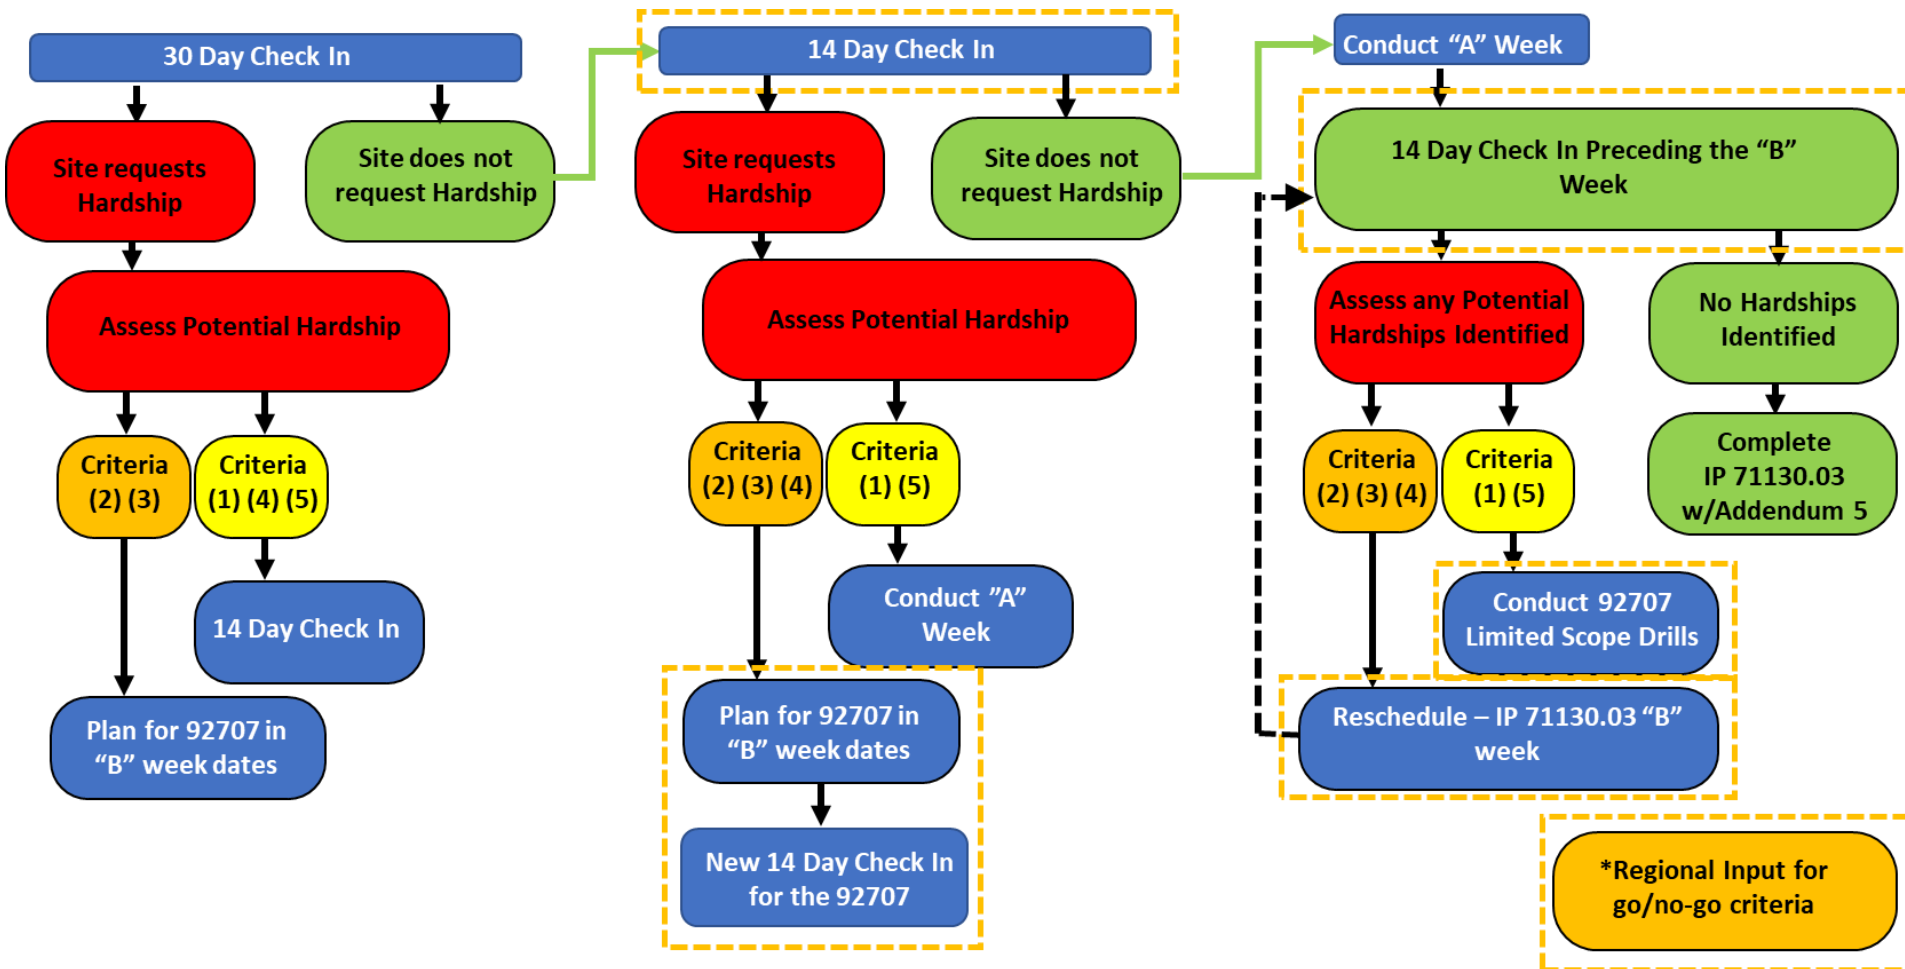 30 Day Check In
Site requests
Hardship
Site does not
request Hardship
Assess Potential Hardship
Criteria
(2) (3)
Criteria
(1) (4) (5)
14 Day Check In
Plan for 92707 in
“B” week dates
14 Day Check In
Site requests
Hardship
Site does not
request Hardship
Assess Potential Hardship
Criteria
(2) (3) (4)
Criteria
(1) (5)
Conduct ”A”
Week
Plan for 92707 in
“B” week dates
New 14 Day Check In
for the 92707
Conduct “A” Week
14 Day Check In Preceding the “B”
Week
Assess any Potential
Hardships Identified
No Hardships
Identified
Criteria
(2) (3) (4)
Criteria
(1) (5)
Complete
IP 71130.03
w/Addendum 5
Conduct 92707
Limited Scope Drills
Reschedule – IP 71130.03 “B”
week
*Regional Input for
go/no-go criteria